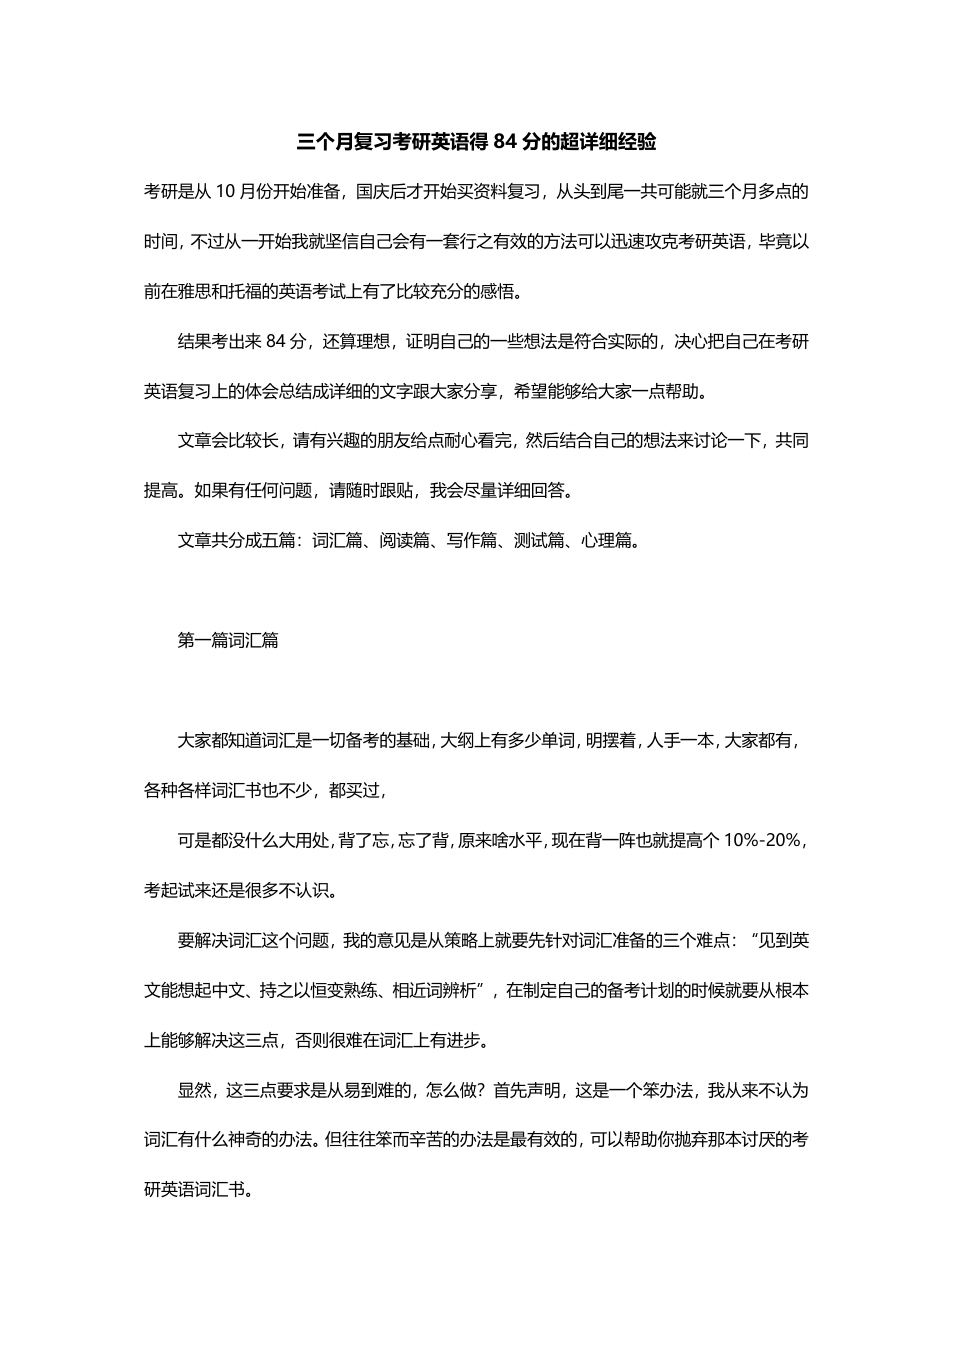 三个月复习考研英语得 84 分的超详细经验
考研是从 10 月份开始准备，国庆后才开始买资料复习，从头到尾一共可能就三个月多点的
时间，不过从一开始我就坚信自己会有一套行之有效的方法可以迅速攻克考研英语，毕竟以
前在雅思和托福的英语考试上有了比较充分的感悟。
结果考出来 84 分，还算理想，证明自己的一些想法是符合实际的，决心把自己在考研
英语复习上的体会总结成详细的文字跟大家分享，希望能够给大家一点帮助。
文章会比较长，请有兴趣的朋友给点耐心看完，然后结合自己的想法来讨论一下，共同
提高。如果有任何问题，请随时跟贴，我会尽量详细回答。
文章共分成五篇：词汇篇、阅读篇、写作篇、测试篇、心理篇。
第一篇词汇篇
大家都知道词汇是一切备考的基础，大纲上有多少单词，明摆着，人手一本，大家都有，
各种各样词汇书也不少，都买过，
可是都没什么大用处，背了忘，忘了背，原来啥水平，现在背一阵也就提高个 10%-20%，
考起试来还是很多不认识。
要解决词汇这个问题，我的意见是从策略上就要先针对词汇准备的三个难点：“见到英
文能想起中文、持之以恒变熟练、相近词辨析”，在制定自己的备考计划的时候就要从根本
上能够解决这三点，否则很难在词汇上有进步。
显然，这三点要求是从易到难的，怎么做？首先声明，这是一个笨办法，我从来不认为
词汇有什么神奇的办法。但往往笨而辛苦的办法是最有效的，可以帮助你抛弃那本讨厌的考
研英语词汇书。